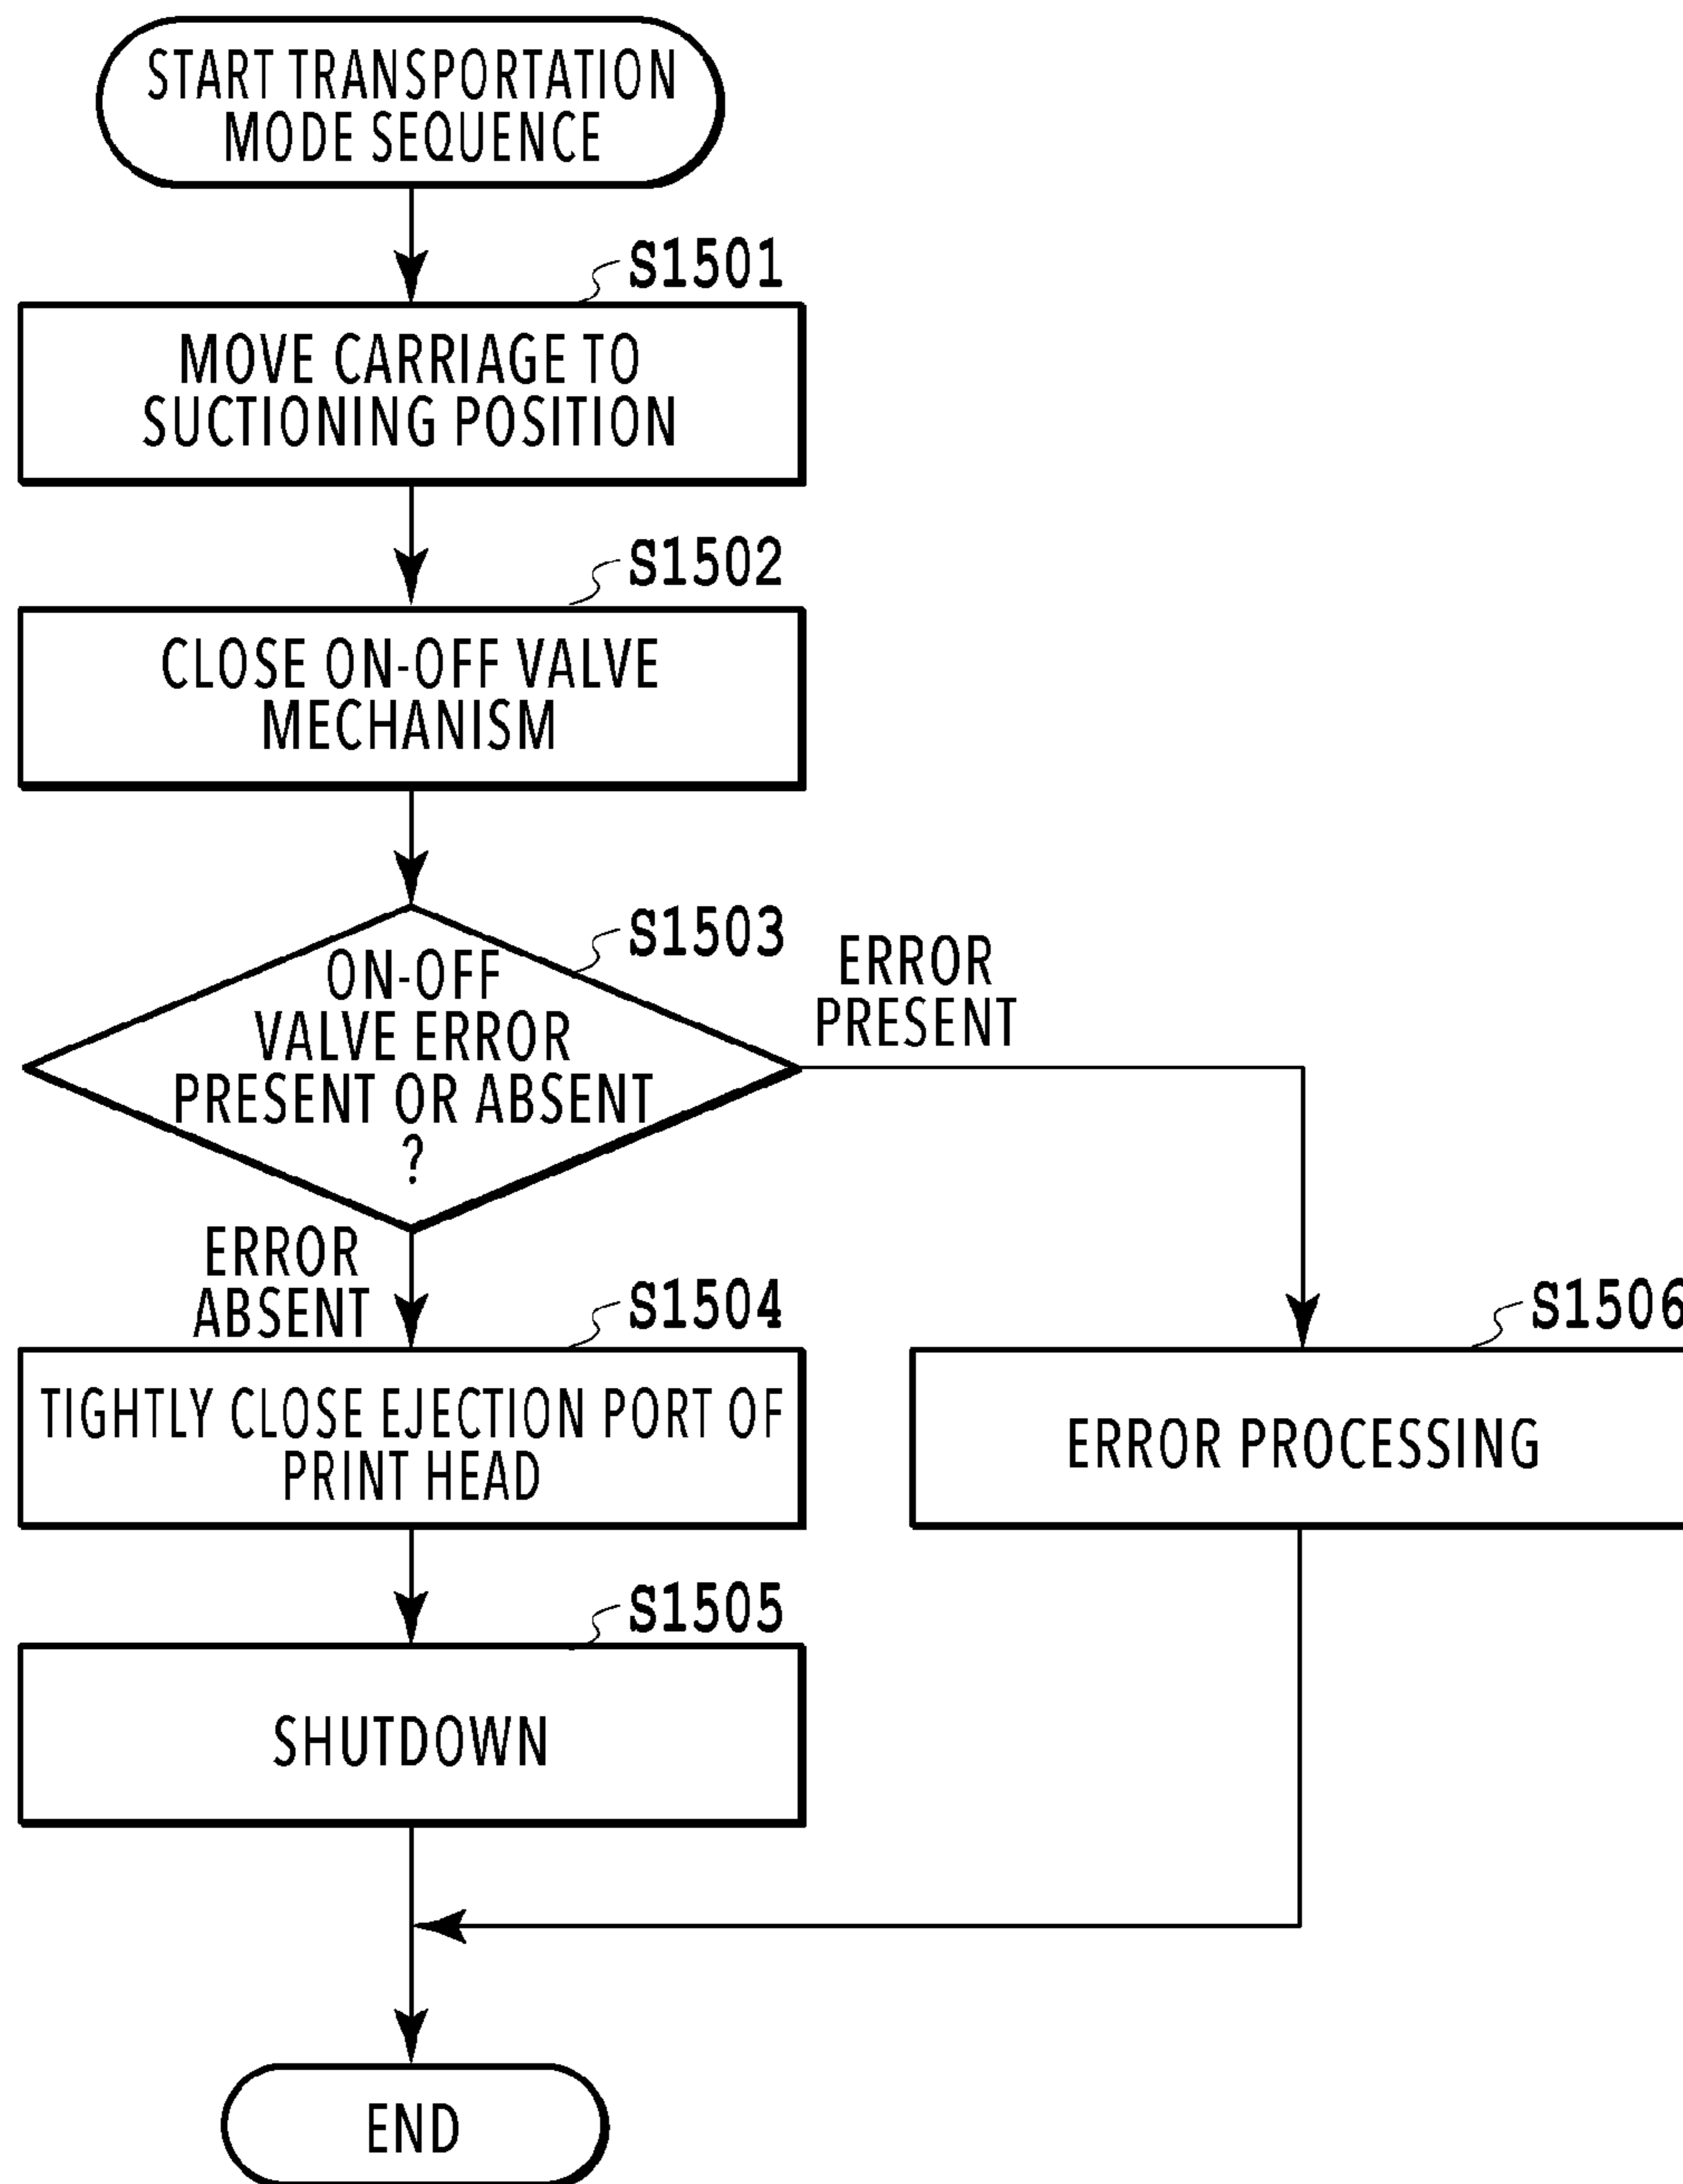 START TRANSPORTATION
MODE SEQUENCE
S1501
MOVE CARRIAGE TO
SUCTIONING POSITION
S1502
CLOSE ON-OFF VALVE
MECHANISM
S1503
ON-OFF
VALVE ERROR
PRESENT OR ABSENT
?
ERROR
PRESENT
ERROR
ABSENT
S1504
TIGHTLY CLOSE EJECTION PORT OF
PRINT HEAD
S1506
ERROR PROCESSING
S1505
SHUTDOWN
END